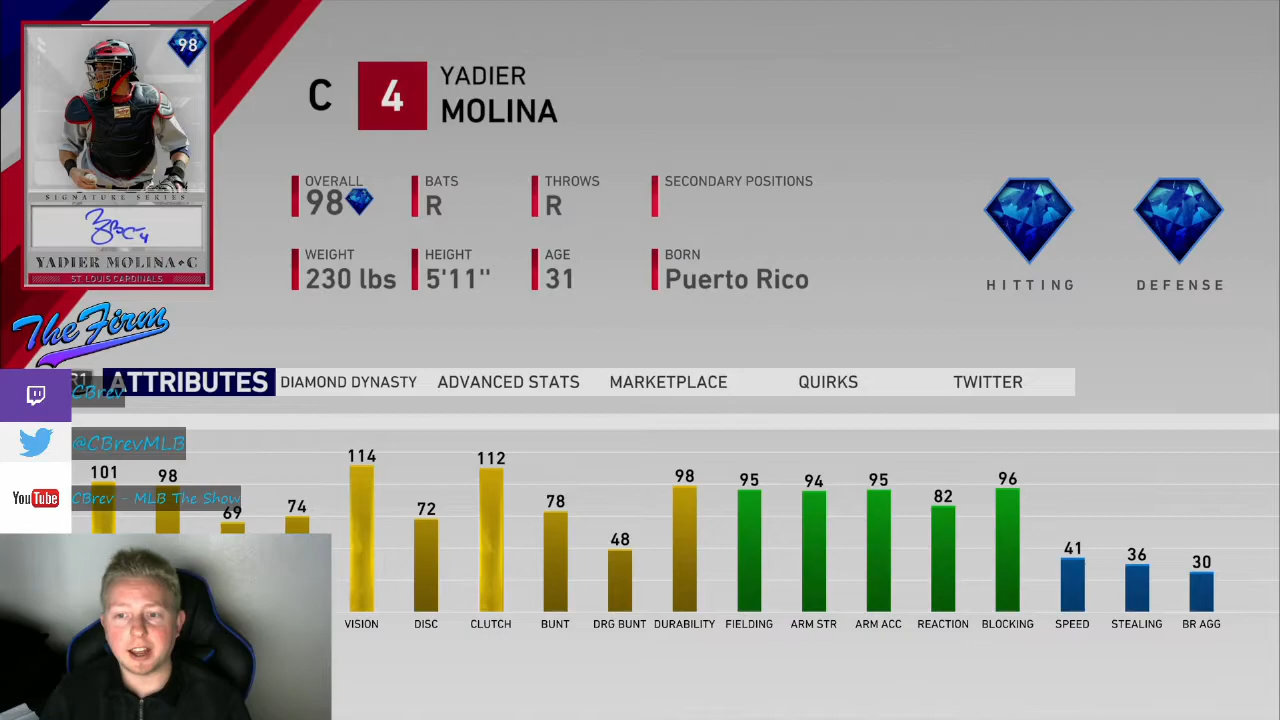 98
SIGNATURE SERIES
YADIER MOLINA • C
ST. LOUIS CARDINALS
C 4 YADIER
MOLINA
OVERALL BATS THROWS SECONDARY POSITIONS
98 R R
WEIGHT HEIGHT AGE BORN
230 lbs 5'11" 31 Puerto Rico
HITTING DEFENSE
The Firm
R1 ATTRIBUTES DIAMOND DYNASTY ADVANCED STATS MARKETPLACE QUIRKS TWITTER
CBrev
@CBrevMLB
YouTube CBrev - MLB The Show
101 98 69 74 114 72 112 78 48 98 95 94 95 82 96 41 36 30
VISION DISC CLUTCH BUNT DRG BUNT DURABILITY FIELDING ARM STR ARM ACC REACTION BLOCKING SPEED STEALING BR AGG